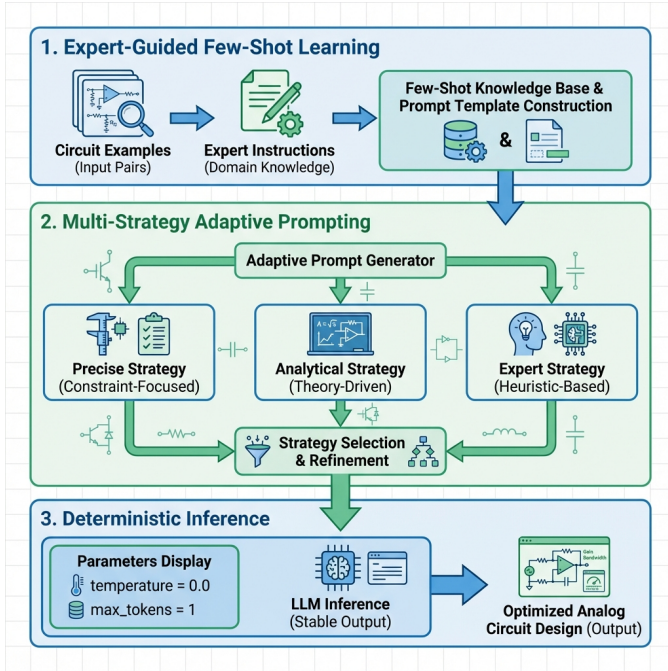 1. Expert-Guided Few-Shot Learning
Circuit Examples
(Input Pairs)
Expert Instructions
(Domain Knowledge)
Few-Shot Knowledge Base &
Prompt Template Construction
&
2. Multi-Strategy Adaptive Prompting
Adaptive Prompt Generator
Precise Strategy
(Constraint-Focused)
Analytical Strategy
(Theory-Driven)
Expert Strategy
(Heuristic-Based)
Strategy Selection
& Refinement
3. Deterministic Inference
Parameters Display
temperature = 0.0
max_tokens = 1
LLM Inference
(Stable Output)
Gain
Bandwidth
Optimized Analog
Circuit Design (Output)